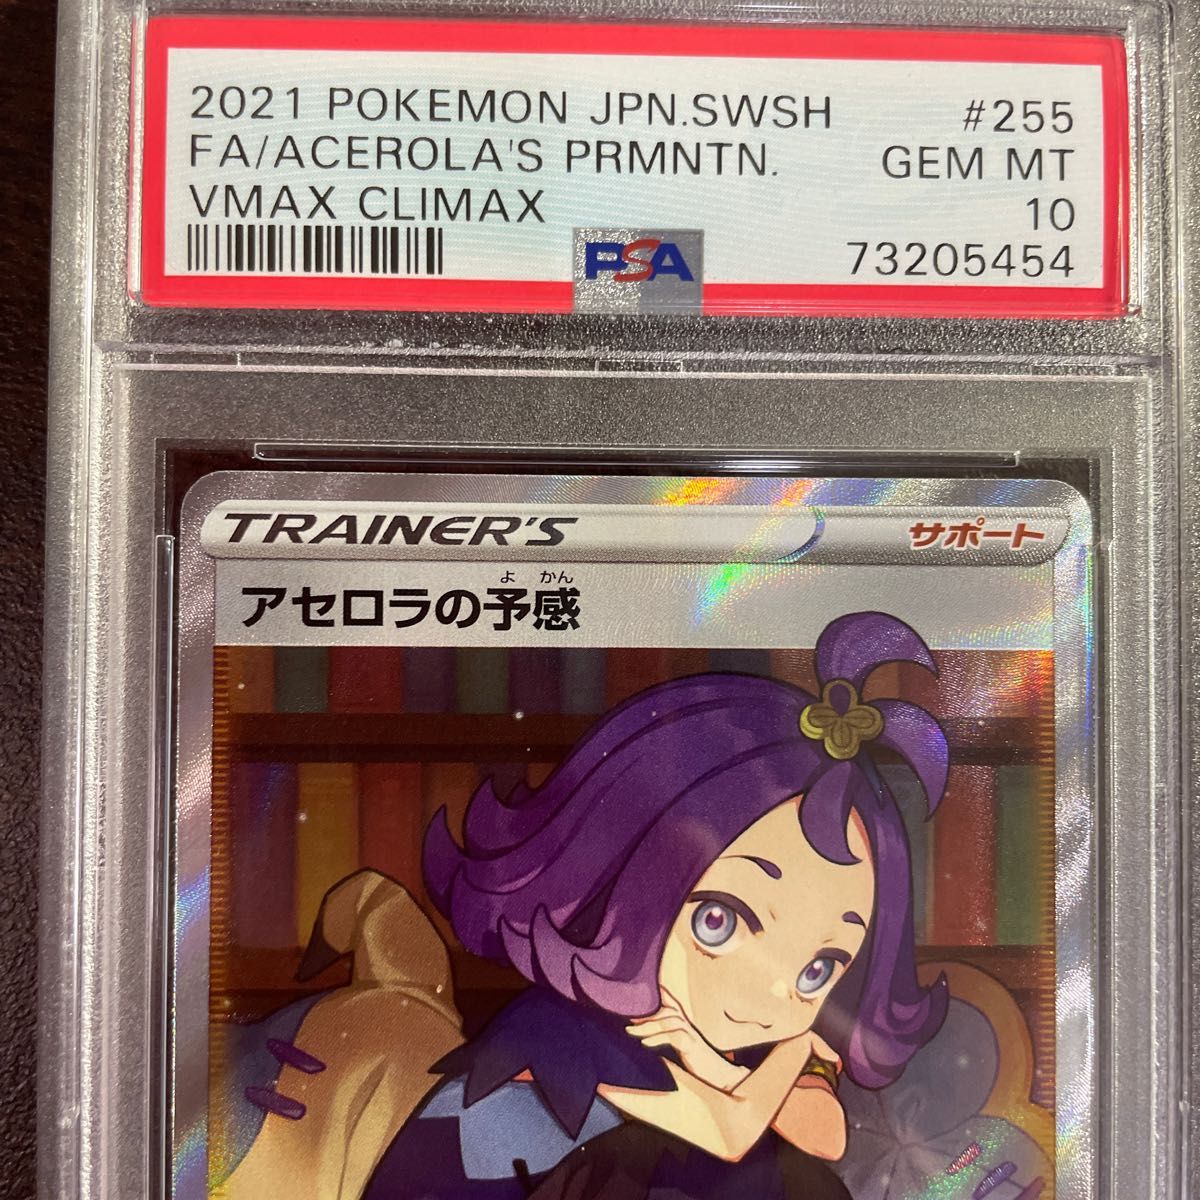 2021 POKEMON JPN.SWSH #255
FA/ACEROLA'S PRMNTN. GEM MT
VMAX CLIMAX 10
PSA 73205454
TRAINER'S サポート
よ かん
アセロラの予感